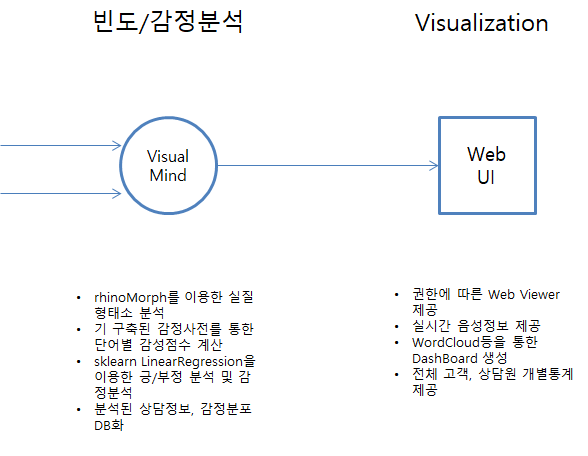 빈도/감정분석
Visualization
Visual
Mind
Web
UI
• rhinoMorph를 이용한 실질
형태소 분석
• 기 구축된 감정사전를 통한
단어별 감성점수 계산
• sklearn LinearRegression을
이용한 긍/부정 분석 및 감
정분석
• 분석된 상담정보, 감정분포
DB화
• 권한에 따른 Web Viewer
제공
• 실시간 음성정보 제공
• WordCloud등을 통한
DashBoard 생성
• 전체 고객, 상담원 개별통계
제공